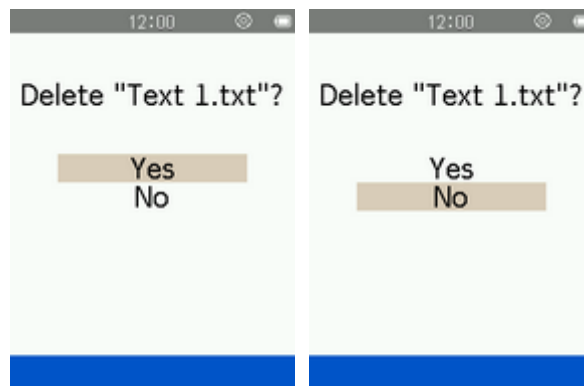 12:00
Delete "Text 1.txt"?
Yes
No
12:00
Delete "Text 1.txt"?
Yes
No